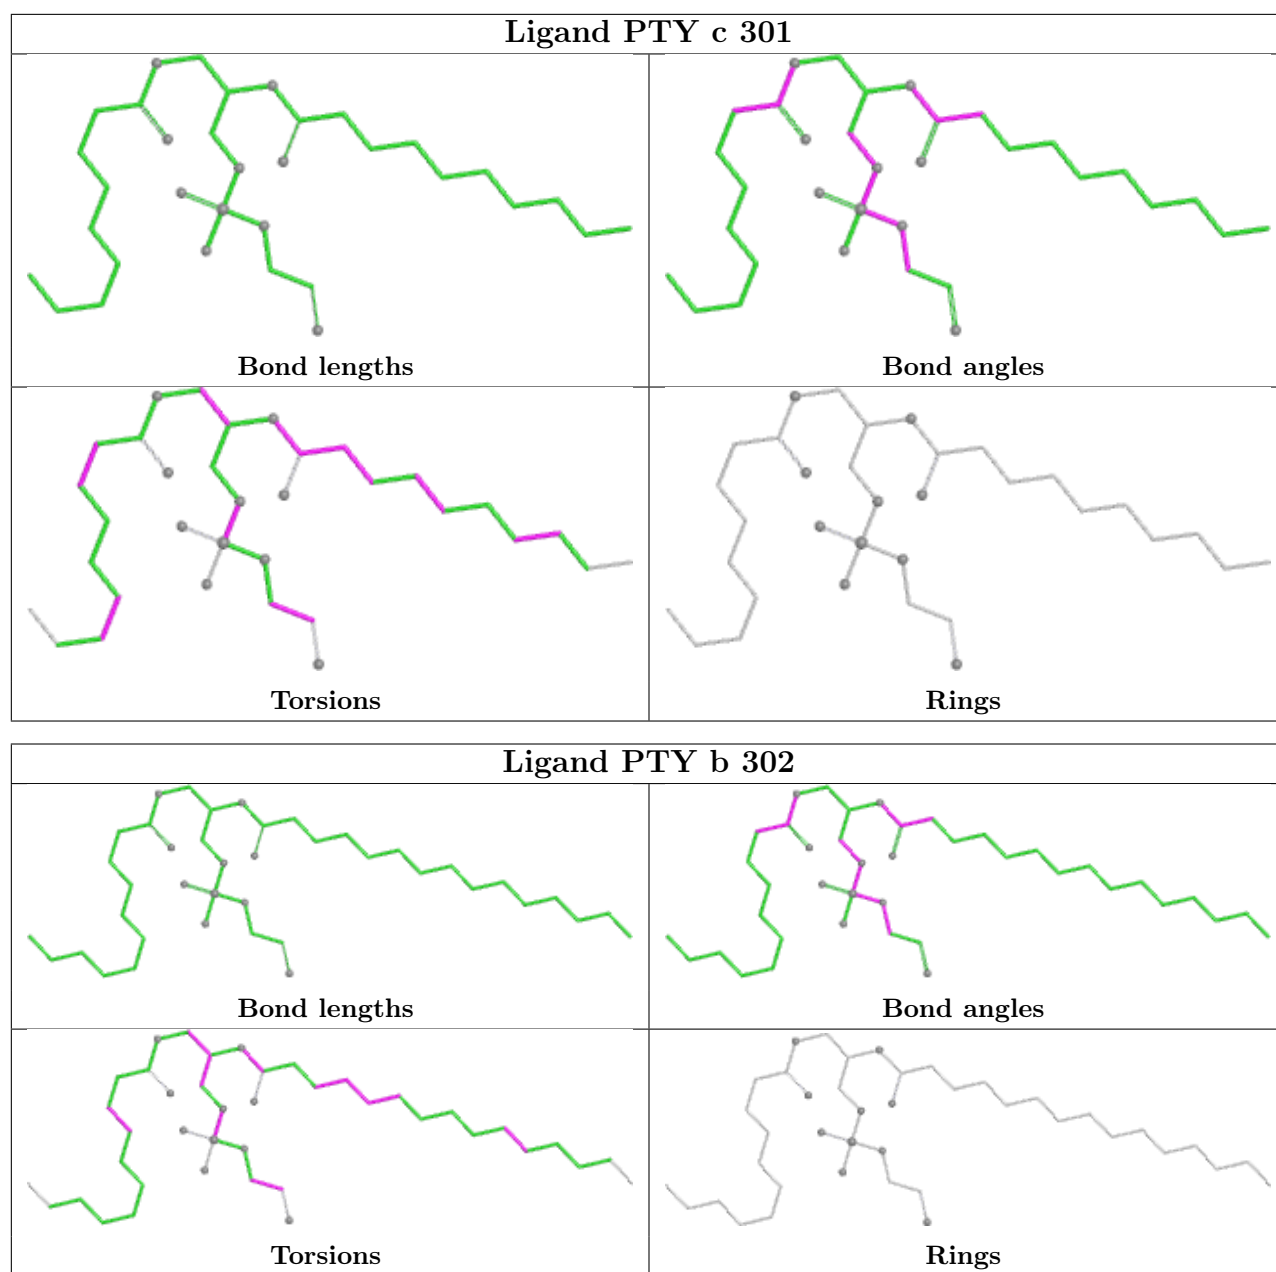 Ligand PTY c 301
Bond lengths
Bond angles
Torsions
Rings
Ligand PTY b 302
Bond lengths
Bond angles
Torsions
Rings